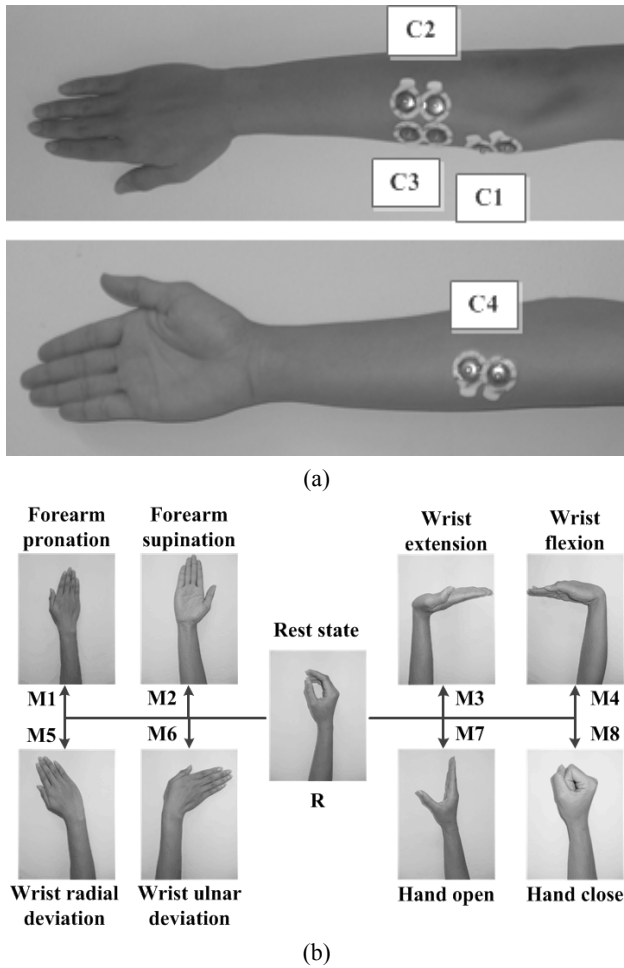 C2
C3
C1
C4
(a)
Forearm
pronation
Forearm
supination
Wrist
extension
Wrist
flexion
Rest state
M1
M2
M3
M4
M5
M6
M7
M8
R
Wrist radial
deviation
Wrist ulnar
deviation
Hand open
Hand close
(b)